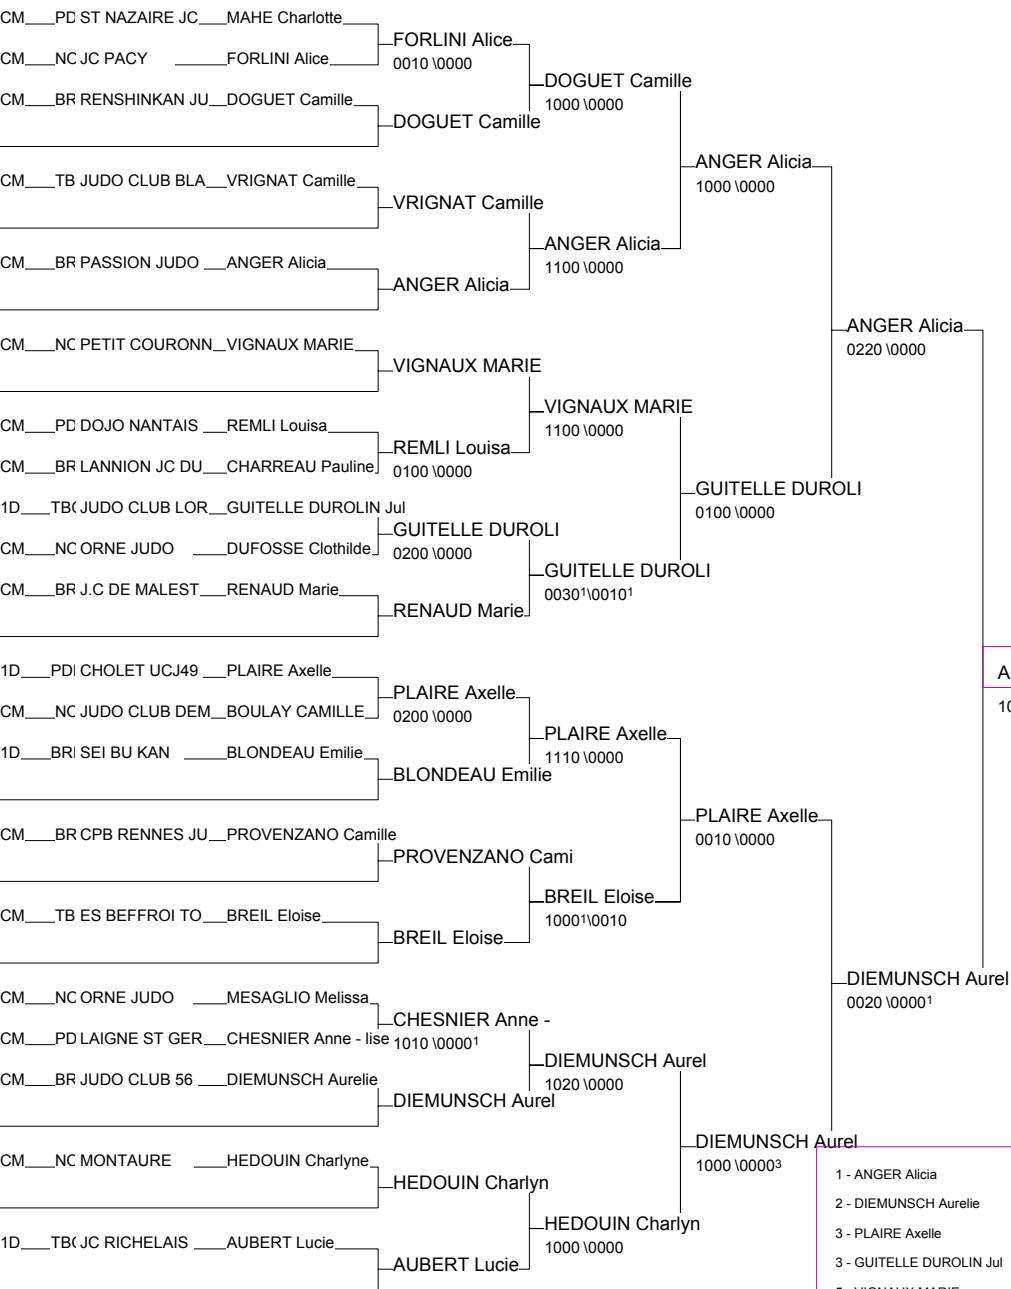 CM PD ST NAZAIRE JC MAHE Charlotte
FORLINI Alice
0010 \0000
CM NO JC PACY FORLINI Alice
DOGUET Camille
1000 \0000
CM BR RENSHINKAN JU DOGUET Camille
DOGUET Camille
ANGER Alicia
1000 \0000
CM TB JUDO CLUB BLA VRIGNAT Camille
VRIGNAT Camille
ANGER Alicia
1100 \0000
CM BR PASSION JUDO ANGER Alicia
ANGER Alicia
ANGER Alicia
0220 \0000
CM NO PETIT COURONN VIGNAUX MARIE
VIGNAUX MARIE
VIGNAUX MARIE
1100 \0000
CM PD DOJO NANTAIS REMLI Louisa
REMLI Louisa
0100 \0000
CM BR LANNION JC DU CHARREAU Pauline
GUITELLE DUROLI
0100 \0000
1D TB( JUDO CLUB LOR GUITELLE DUROLIN Jul
GUITELLE DUROLI
0200 \0000
CM NO ORNE JUDO DUFOSSE Clothilde
GUITELLE DUROLI
0030¹\0010¹
CM BR J.C DE MALEST RENAUD Marie
RENAUD Marie
1D PDI CHOLET UCJ49 PLAIRE Axelle
A
10
PLAIRE Axelle
0200 \0000
CM NO JUDO CLUB DEM BOULAY CAMILLE
PLAIRE Axelle
1110 \0000
1D BRI SEI BU KAN BLONDEAU Emilie
BLONDEAU Emilie
PLAIRE Axelle
0010 \0000
CM BR CPB RENNES JU PROVENZANO Camille
PROVENZANO Cami
BREIL Eloise
1000¹\0010
CM TB ES BEFFROI TO BREIL Eloise
BREIL Eloise
DIEMUNSCH Aurel
0020 \0000¹
CM NO ORNE JUDO MESAGLIO Melissa
CHESNIER Anne -
1010 \0000¹
CM PD LAIGNE ST GER CHESNIER Anne - lise
DIEMUNSCH Aurel
1020 \0000
CM BR JUDO CLUB 56 DIEMUNSCH Aurelie
DIEMUNSCH Aurel
DIEMUNSCH Aurel
1000 \0000³
CM NO MONTAURE HEDOUIN Charlyne
HEDOUIN Charlyn
HEDOUIN Charlyn
1000 \0000
1D TB( JC RICHELAIS AUBERT Lucie
AUBERT Lucie
1 - ANGER Alicia
2 - DIEMUNSCH Aurelie
3 - PLAIRE Axelle
3 - GUITELLE DUROLIN Jul
5 - VIGNAUX MARIE